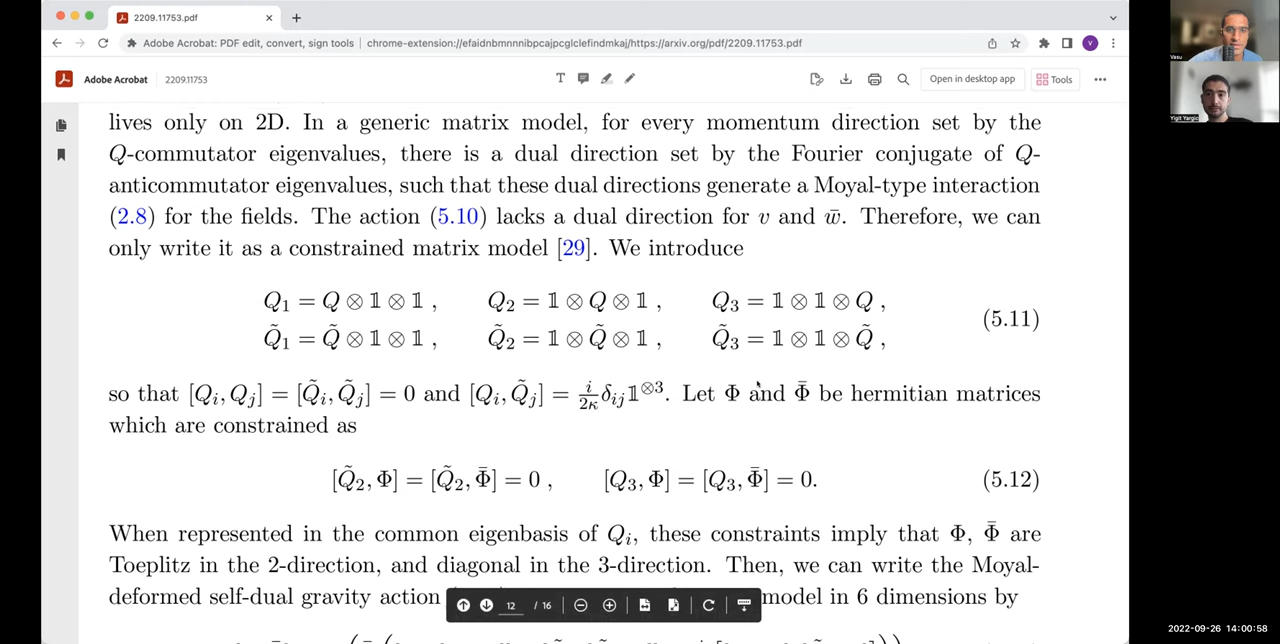 2209.11753.pdf
Adobe Acrobat: PDF edit, convert, sign tools | chrome-extension://efaidnbmnnnibpcajpcglclefindmkaj/https://arxiv.org/pdf/2209.11753.pdf
Adobe Acrobat 2209.11753 Open in desktop app Tools
lives only on 2D. In a generic matrix model, for every momentum direction set by the
Q-commutator eigenvalues, there is a dual direction set by the Fourier conjugate of Q-
anticommutator eigenvalues, such that these dual directions generate a Moyal-type interaction
(2.8) for the fields. The action (5.10) lacks a dual direction for v and w̄. Therefore, we can
only write it as a constrained matrix model [29]. We introduce
Q₁ = Q ⊗ 𝟙 ⊗ 𝟙 , Q₂ = 𝟙 ⊗ Q ⊗ 𝟙 , Q₃ = 𝟙 ⊗ 𝟙 ⊗ Q ,
Q̃₁ = Q̃ ⊗ 𝟙 ⊗ 𝟙 , Q̃₂ = 𝟙 ⊗ Q̃ ⊗ 𝟙 , Q̃₃ = 𝟙 ⊗ 𝟙 ⊗ Q̃ , (5.11)
so that [Qᵢ, Qⱼ] = [Q̃ᵢ, Q̃ⱼ] = 0 and [Qᵢ, Q̃ⱼ] = i/2κ δᵢⱼ𝟙^⊗3. Let Φ and Φ̄ be hermitian matrices
which are constrained as
[Q̃₂, Φ] = [Q̃₂, Φ̄] = 0 , [Q₃, Φ] = [Q₃, Φ̄] = 0. (5.12)
When represented in the common eigenbasis of Qᵢ, these constraints imply that Φ, Φ̄ are
Toeplitz in the 2-direction, and diagonal in the 3-direction. Then, we can write the Moyal-
deformed self-dual gravity action model in 6 dimensions by
12 / 16
Vasu
Yigit Yargic
V
2022-09-26 14:00:58